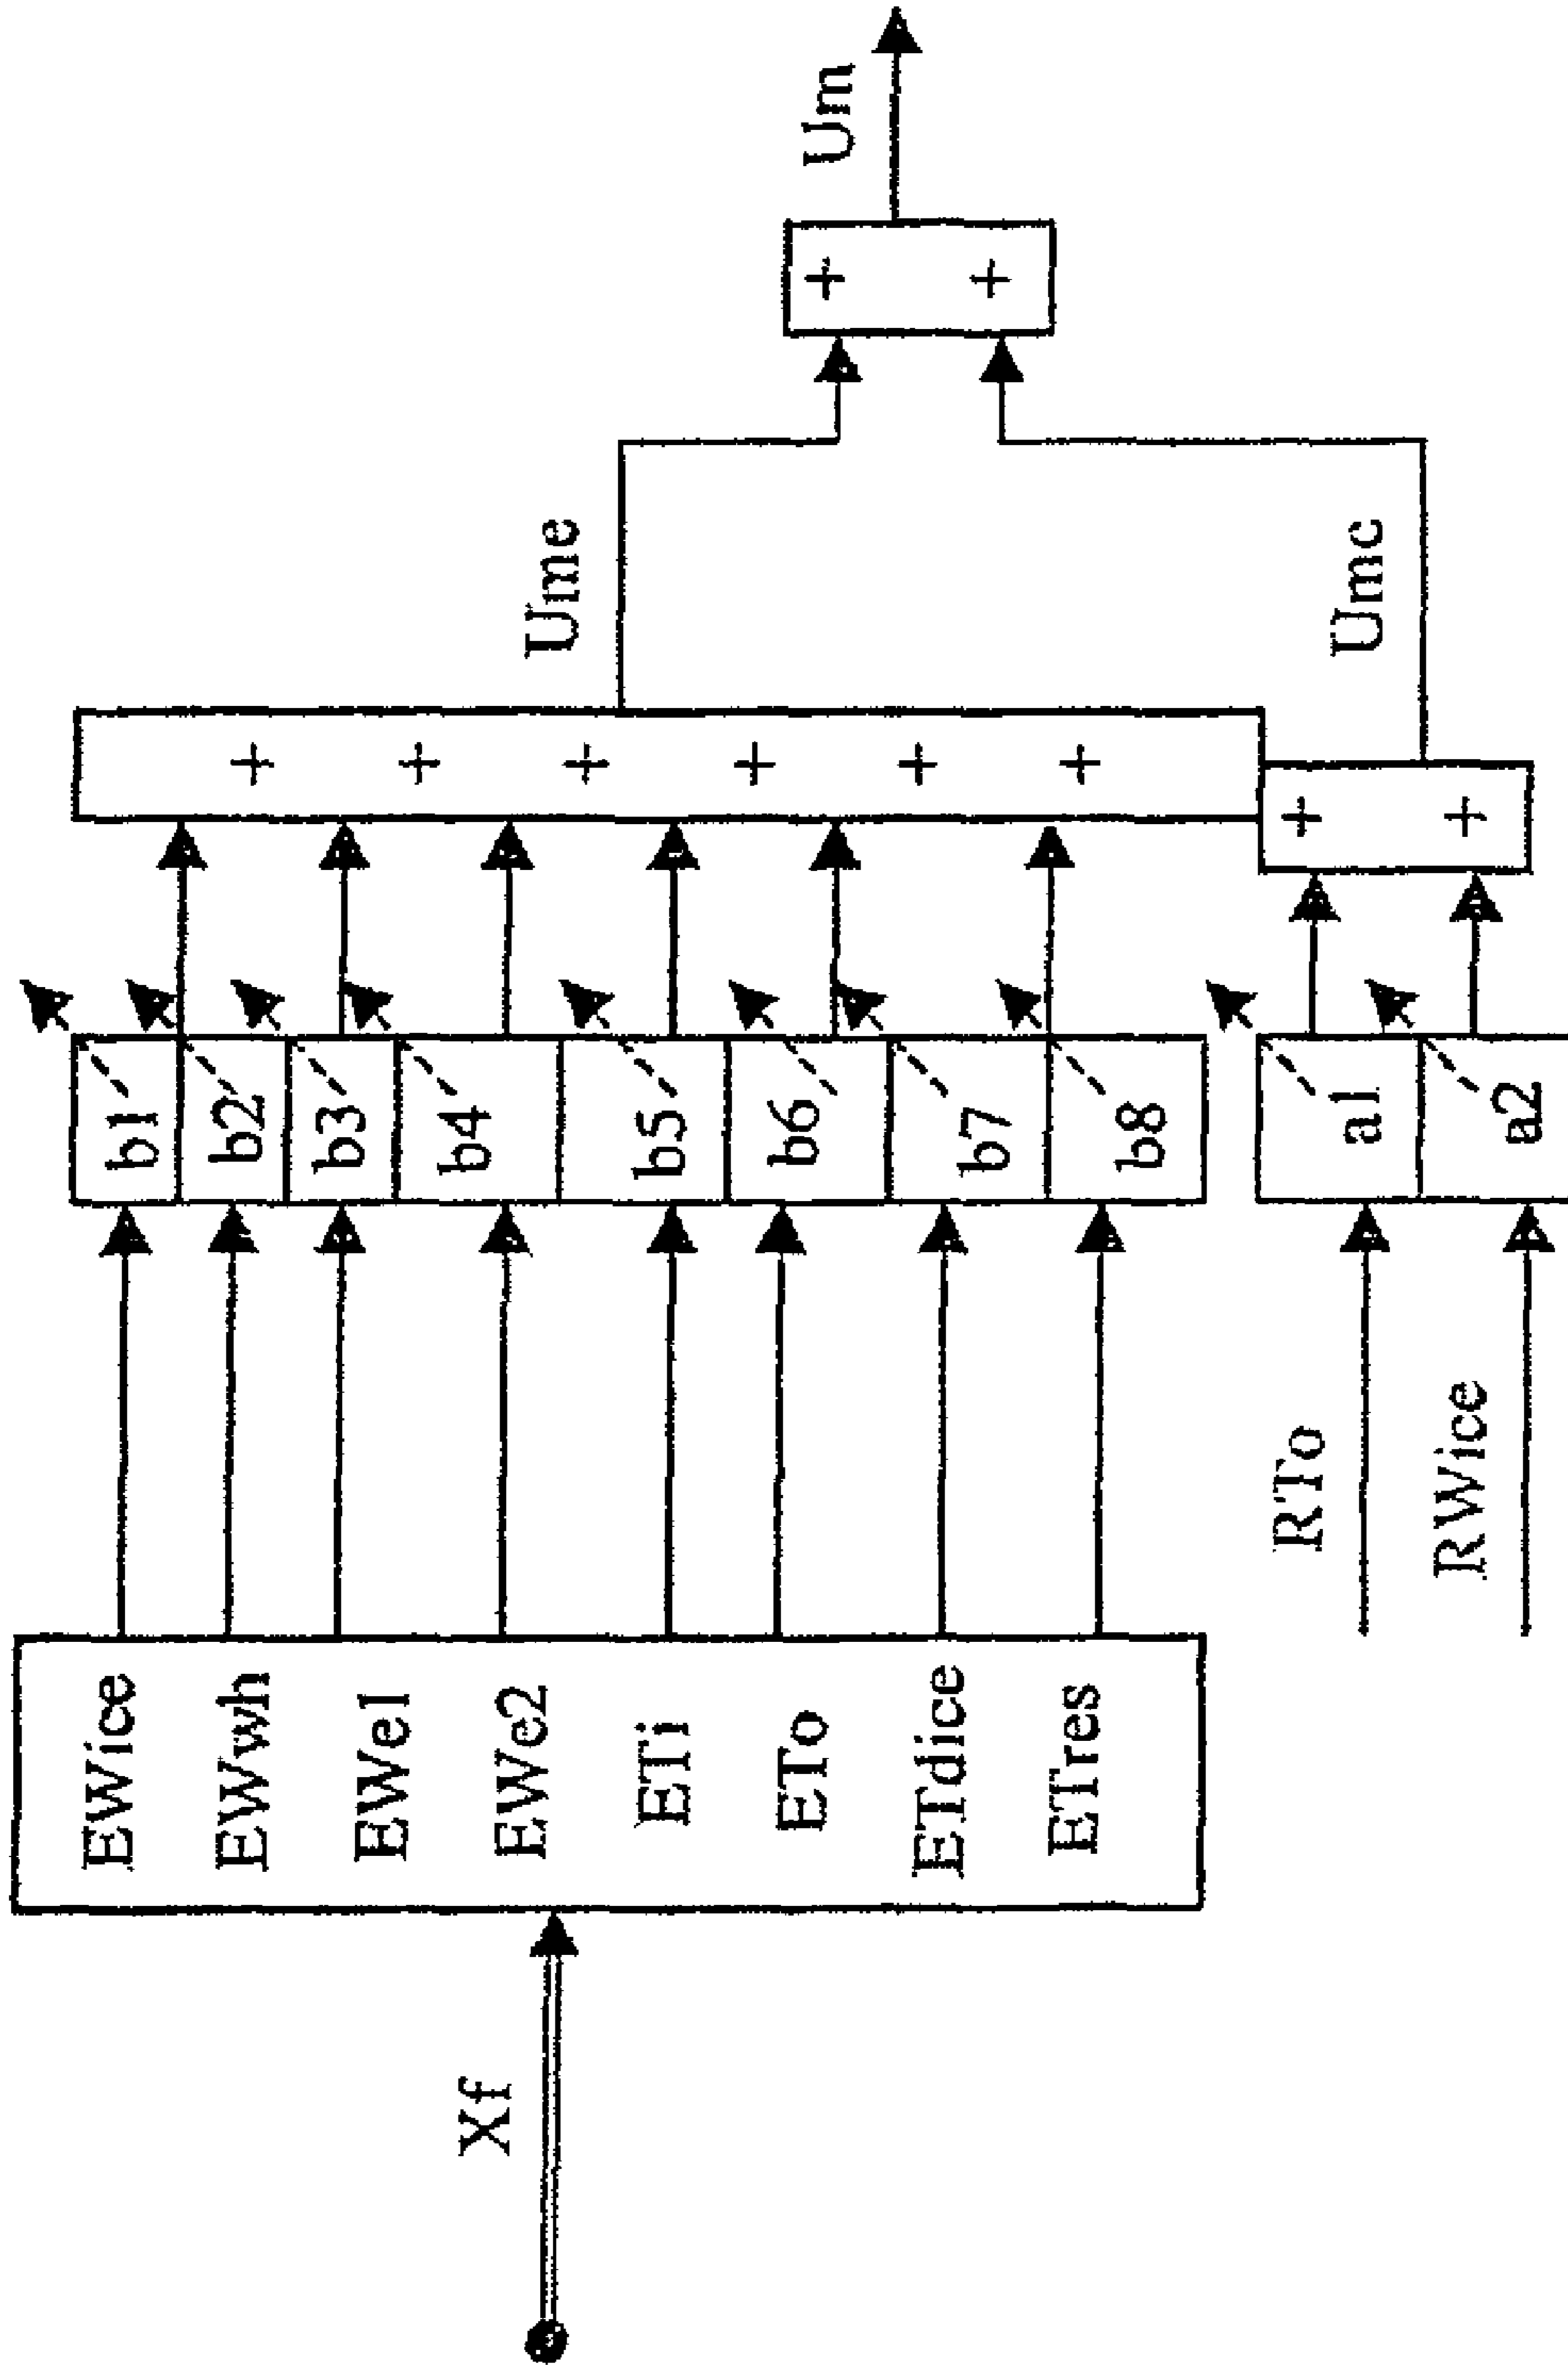 Xf
EWice
EWwh
EWe1
EWe2
ETi
ETo
ETdice
ETres
RTo
RWice
b1
b2
b3
b4
b5
b6
b7
b8
a1
a2
+
+
+
+
+
+
+
+
Ume
Umc
+
+
Um